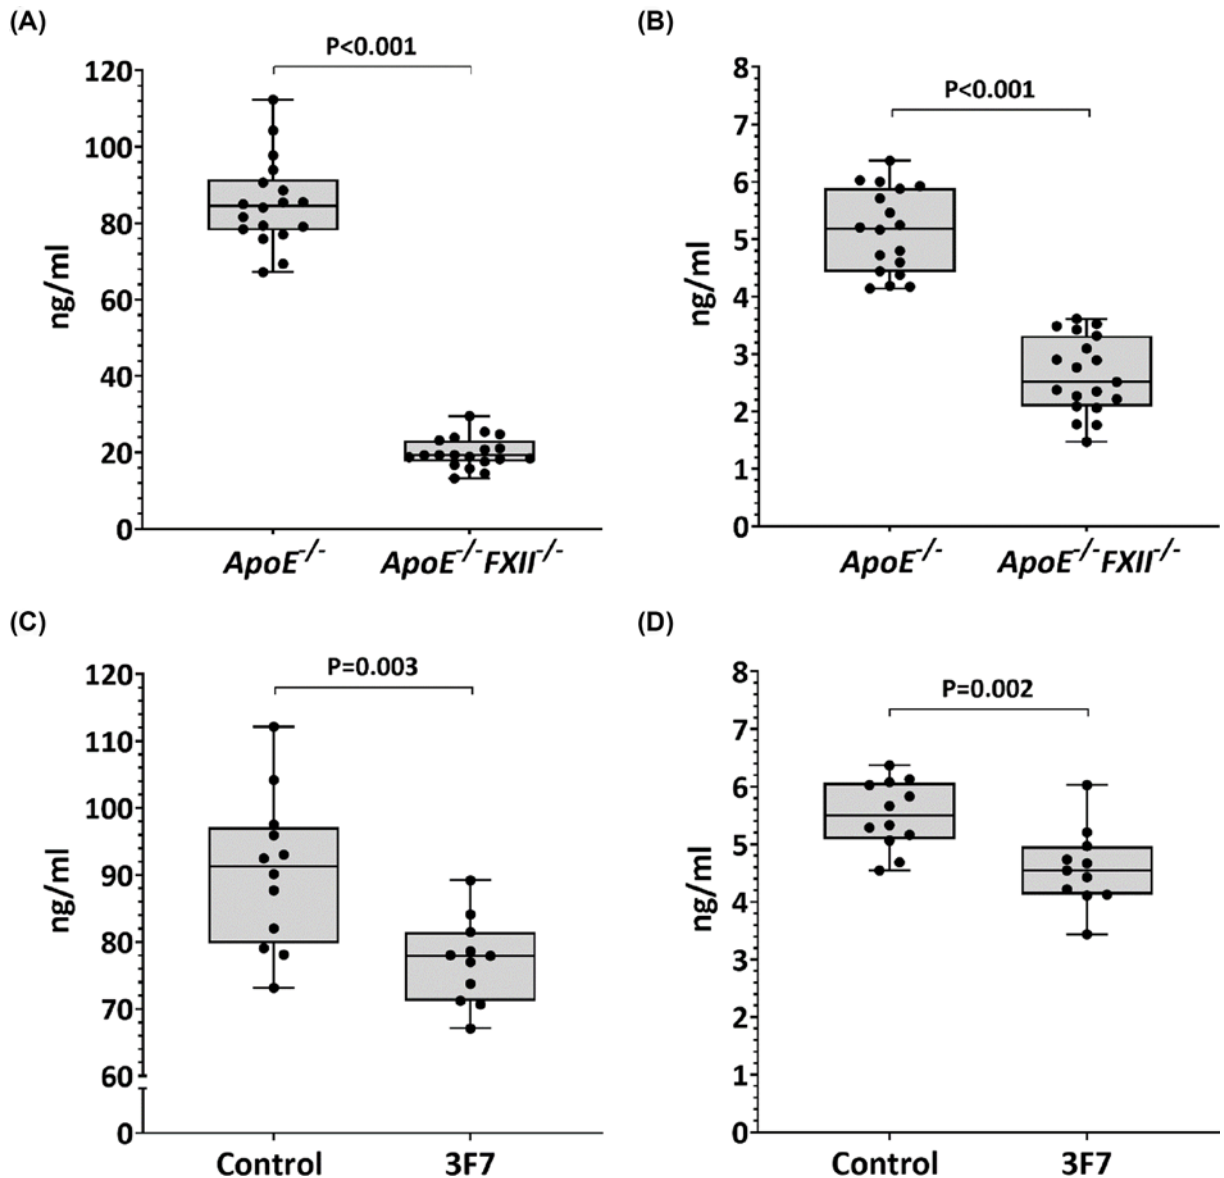 (A)
P<0.001
120
100
80
60
40
20
0
ng/ml
ApoE-/-
ApoE-/-FXII-/-
(B)
P<0.001
8
7
6
5
4
3
2
1
0
ng/ml
ApoE-/-
ApoE-/-FXII-/-
(C)
P=0.003
120
110
100
90
80
70
60
0
ng/ml
Control
3F7
(D)
P=0.002
8
7
6
5
4
3
2
1
0
ng/ml
Control
3F7